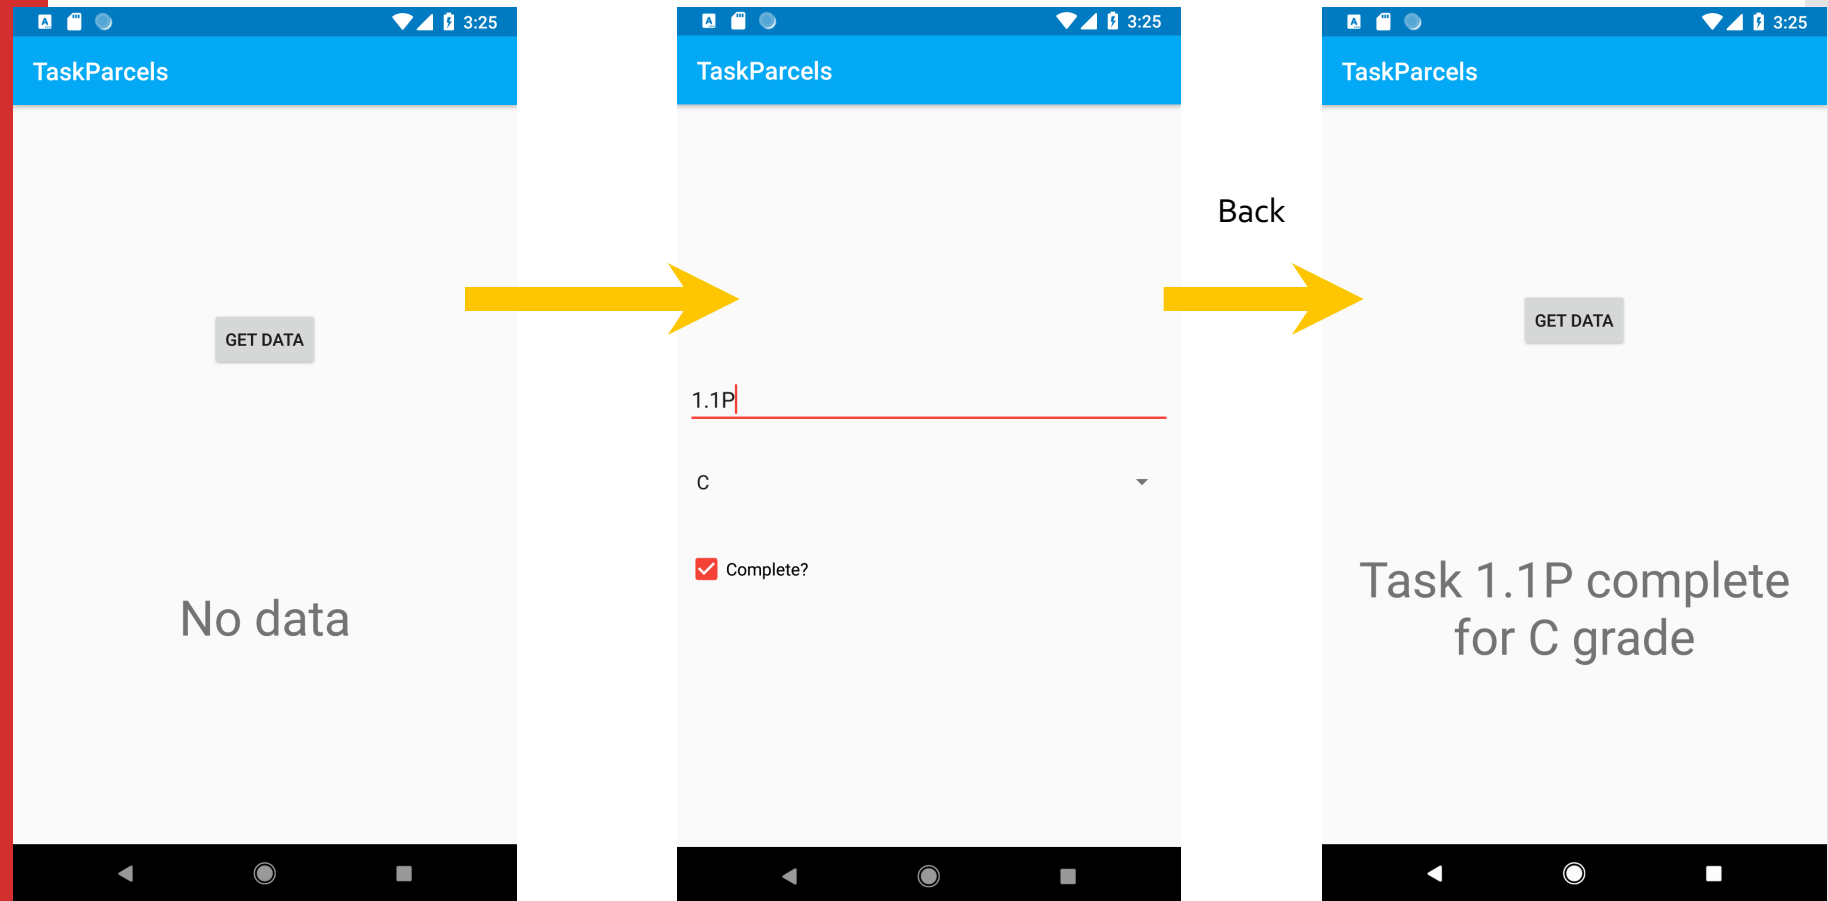 3:25
TaskParcels
GET DATA
No data
3:25
TaskParcels
1.1P
C
Complete?
Back
3:25
TaskParcels
GET DATA
Task 1.1P complete
for C grade